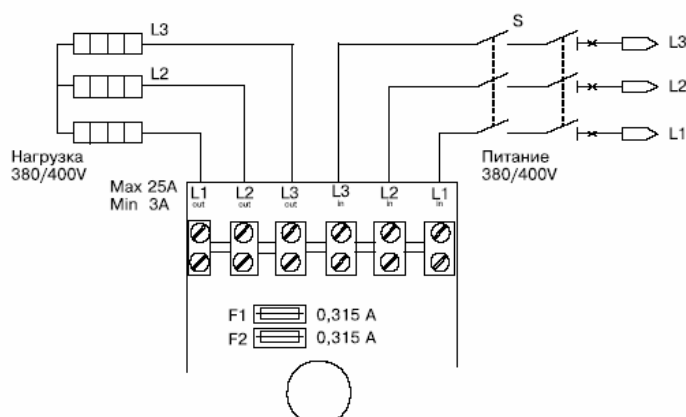 L3
S
L3
L2
L2
L1
Нагрузка
380/400V
Питание
380/400V
Max 25A
Min 3A
L1
out
L2
out
L3
out
L3
in
L2
in
L1
in
F1 0,315 A
F2 0,315 A